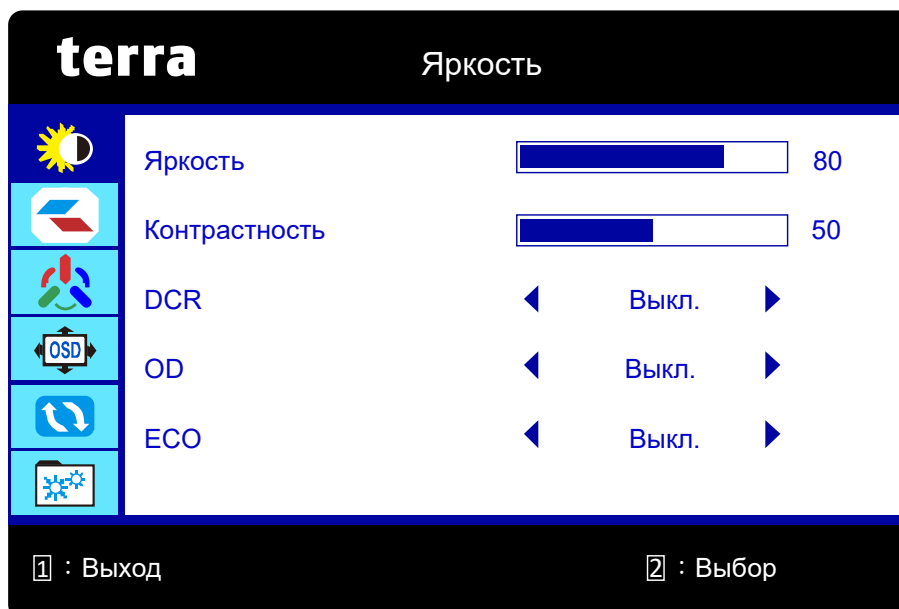 terra
Яркость
Яркость 80
Контрастность 50
DCR Выкл.
OD Выкл.
OSD
ECO Выкл.
1 : Выход 2 : Выбор